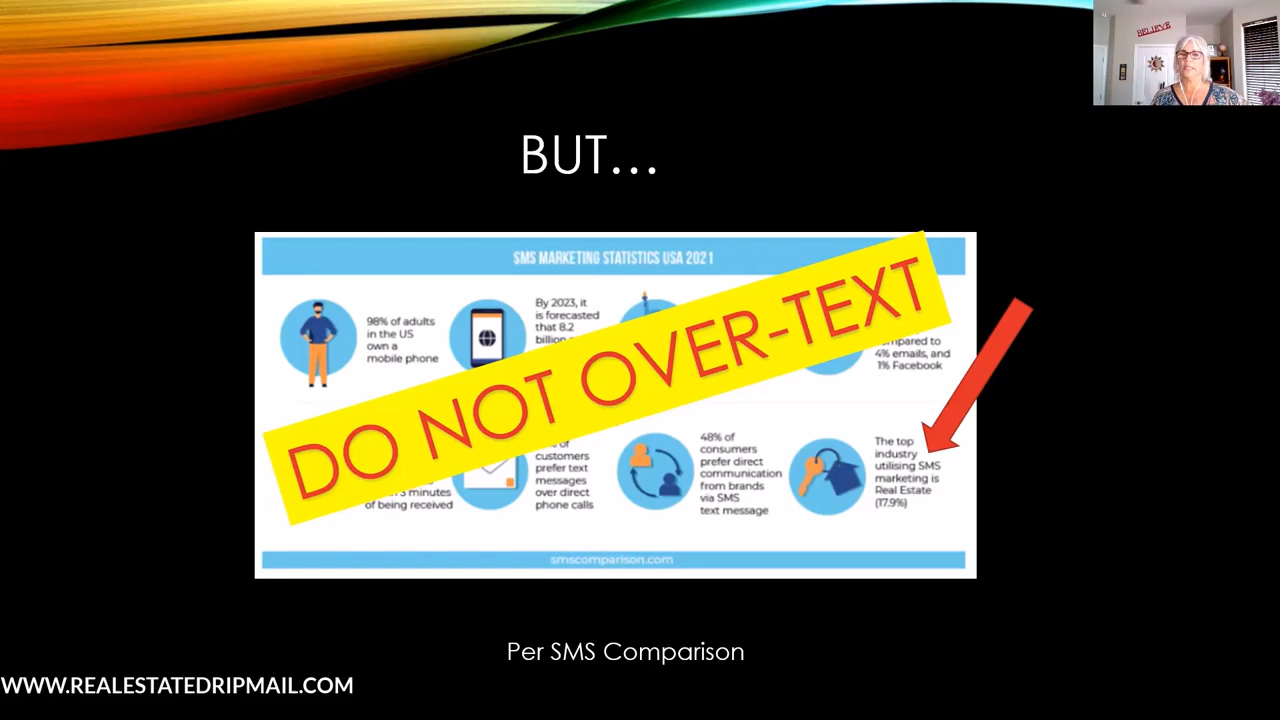 BELIEVE
BUT...
SMS MARKETING STATISTICS USA 2021
98% of adults
in the US
own a
mobile phone
By 2023, it
is forecasted
that 8.2
billion
4% emails, and
1% Facebook
DO NOT OVER-TEXT
minutes
of being received
of
customers
prefer text
messages
over direct
phone calls
48% of
consumers
prefer direct
communication
from brands
via SMS
text message
The top
industry
utilising SMS
marketing is
Real Estate
(17.9%)
smscomparison.com
Per SMS Comparison
WWW.REALESTATEDRIPMAIL.COM